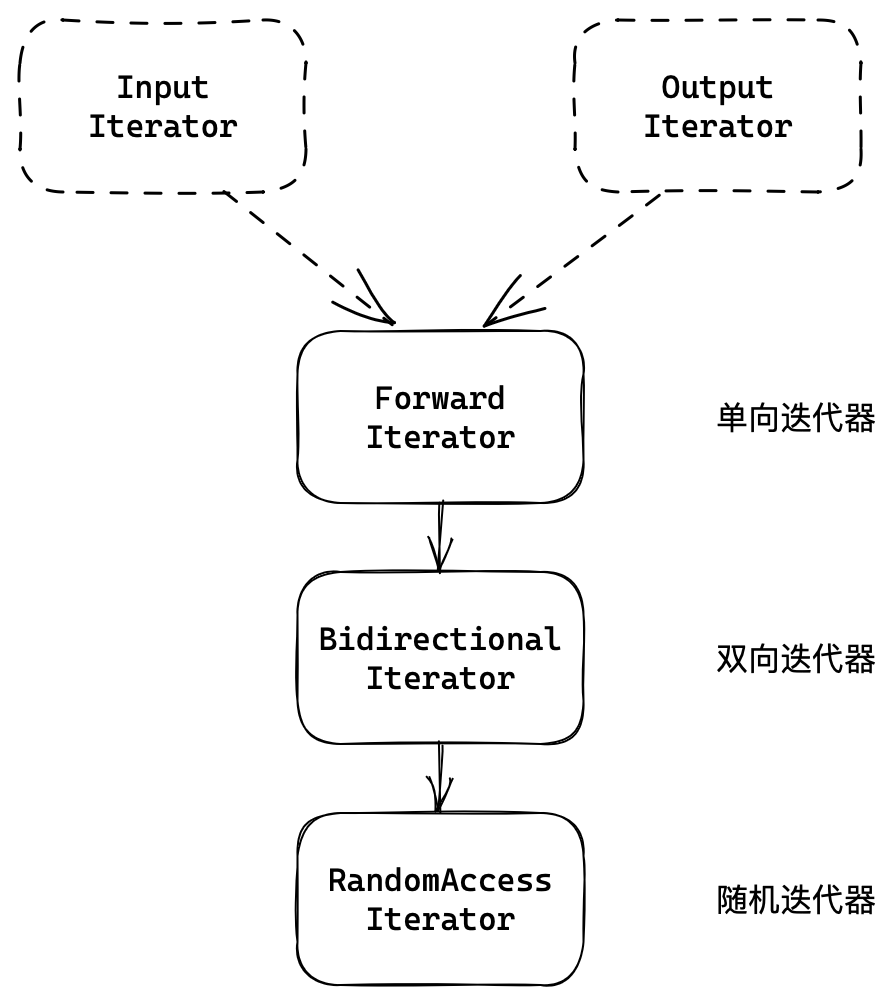 Input
Iterator
Output
Iterator
Forward
Iterator
单向迭代器
Bidirectional
Iterator
双向迭代器
RandomAccess
Iterator
随机迭代器